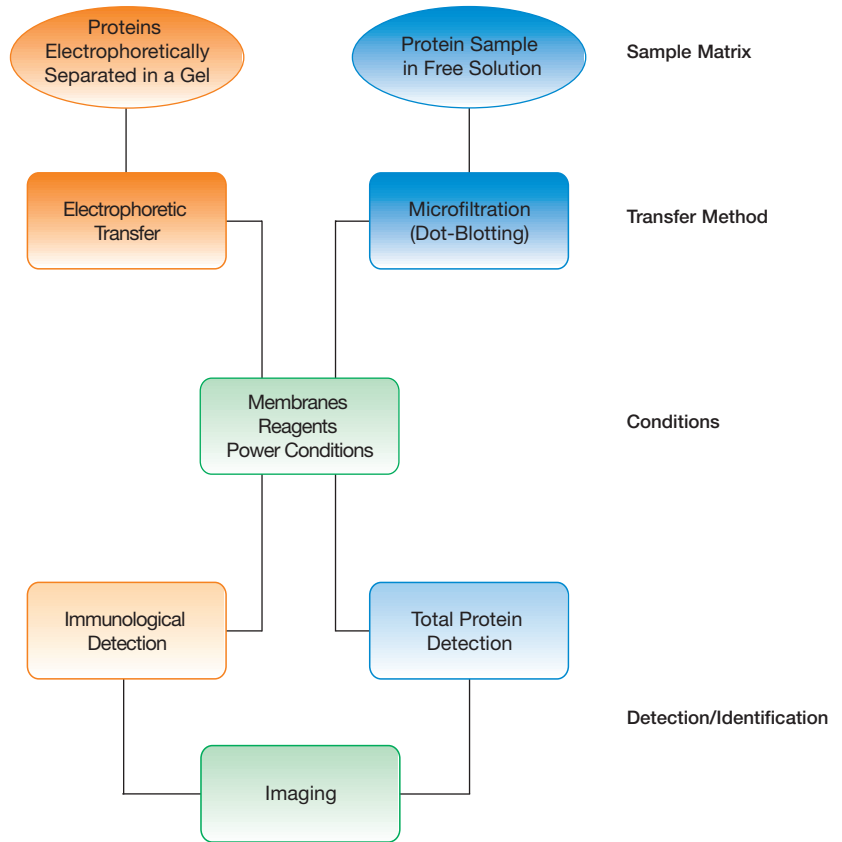 Proteins
Electrophoretically
Separated in a Gel
Protein Sample
in Free Solution
Sample Matrix
Electrophoretic
Transfer
Microfiltration
(Dot-Blotting)
Transfer Method
Membranes
Reagents
Power Conditions
Conditions
Immunological
Detection
Total Protein
Detection
Detection/Identification
Imaging